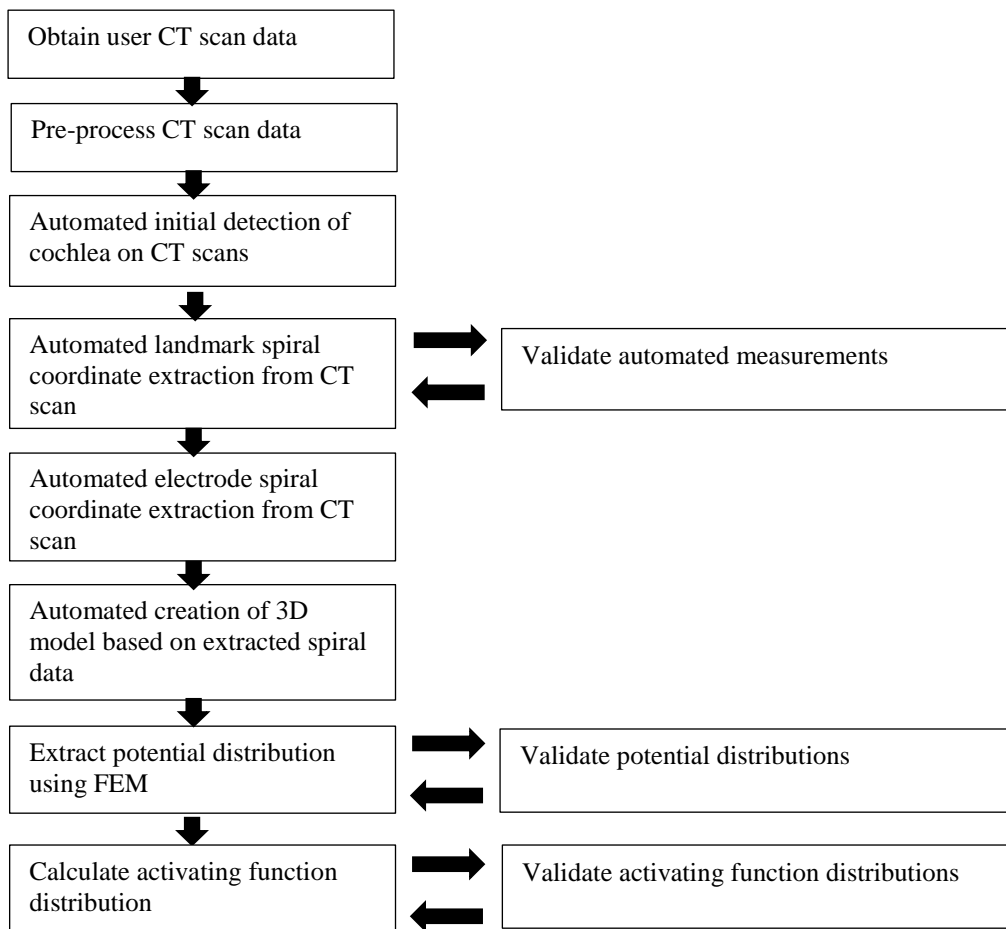 Obtain user CT scan data
Pre-process CT scan data
Automated initial detection of
cochlea on CT scans
Automated landmark spiral
coordinate extraction from CT
scan
Validate automated measurements
Automated electrode spiral
coordinate extraction from CT
scan
Automated creation of 3D
model based on extracted spiral
data
Extract potential distribution
using FEM
Validate potential distributions
Calculate activating function
distribution
Validate activating function distributions